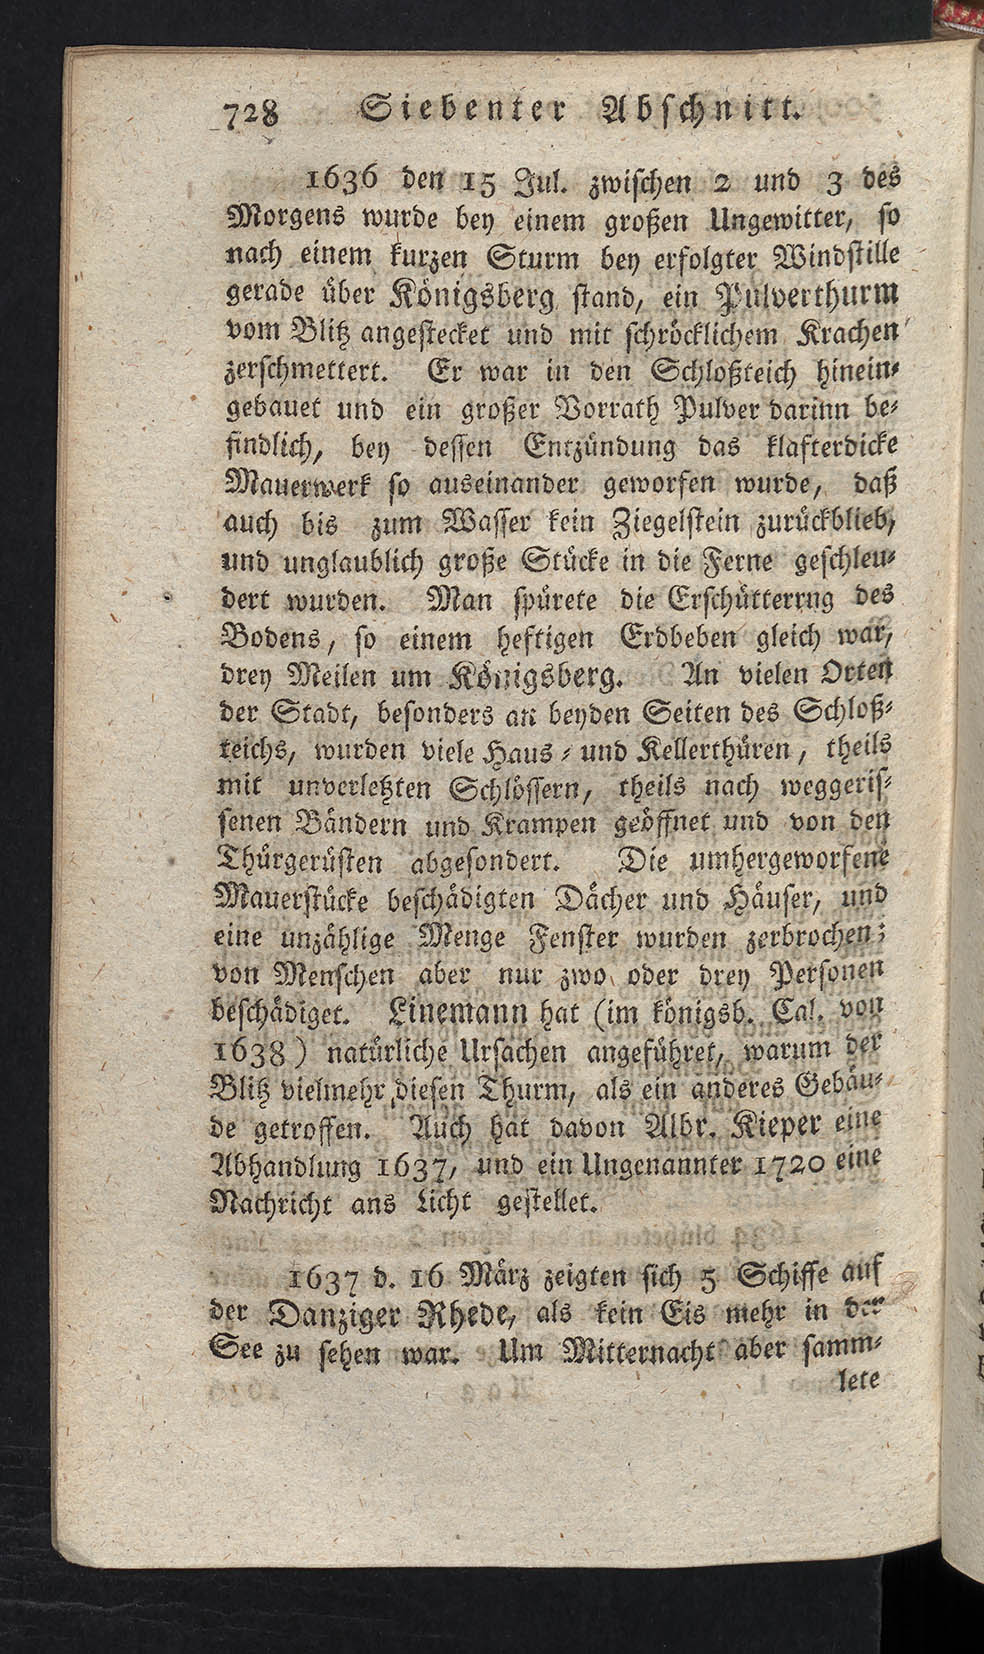 728 Siebenter Abschnitt.
1636 den 15 Jul. zwischen 2 und 3 des
Morgens wurde bey einem großen Ungewitter, so
nach einem kurzen Sturm bey erfolgter Windstille
gerade über Königsberg stand, ein Pulverthurm
vom Blitz angestecket und mit schröcklichem Krachen
zerschmettert. Er war in den Schloßteich hinein-
gebauet und ein großer Vorrath Pulver darinn be-
findlich, bey dessen Entzündung das klafterdicke
Mauerwerk so auseinander geworfen wurde, daß
auch bis zum Wasser kein Ziegelstein zurückblieb,
und unglaublich große Stücke in die Ferne geschleu-
dert wurden. Man spürete die Erschütterrng des
Bodens, so einem heftigen Erdbeben gleich war,
drey Meilen um Königsberg. An vielen Orten
der Stadt, besonders an beyden Seiten des Schloß-
teichs, wurden viele Haus- und Kellerthüren, theils
mit unverletzten Schlössern, theils nach weggeris-
senen Bändern und Krampen geöffnet und von den
Thürgerüsten abgesondert. Die umhergeworfene
Mauerstücke beschädigten Dächer und Häuser, und
eine unzählige Menge Fenster wurden zerbrochen;
von Menschen aber nur zwo oder drey Personen
beschädiget. Linemann hat (im königsb. Cal. von
1638) natürliche Ursachen angeführet, warum der
Blitz vielmehr diesen Thurm, als ein anderes Gebäu-
de getroffen. Auch hat davon Albr. Kieper eine
Abhandlung 1637, und ein Ungenannter 1720 eine
Nachricht ans Licht gestellet.
1637 d. 16 März zeigten sich 5 Schiffe auf
der Danziger Rhede, als kein Eis mehr in der
See zu sehen war. Um Mitternacht aber samm-
lete